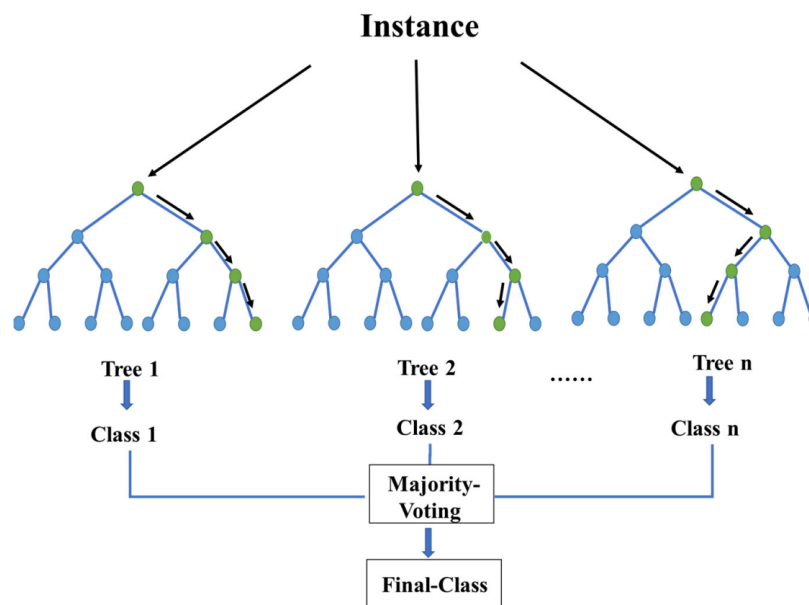 Instance
Tree 1
Tree 2
......
Tree n
Class 1
Class 2
Class n
Majority-
Voting
Final-Class